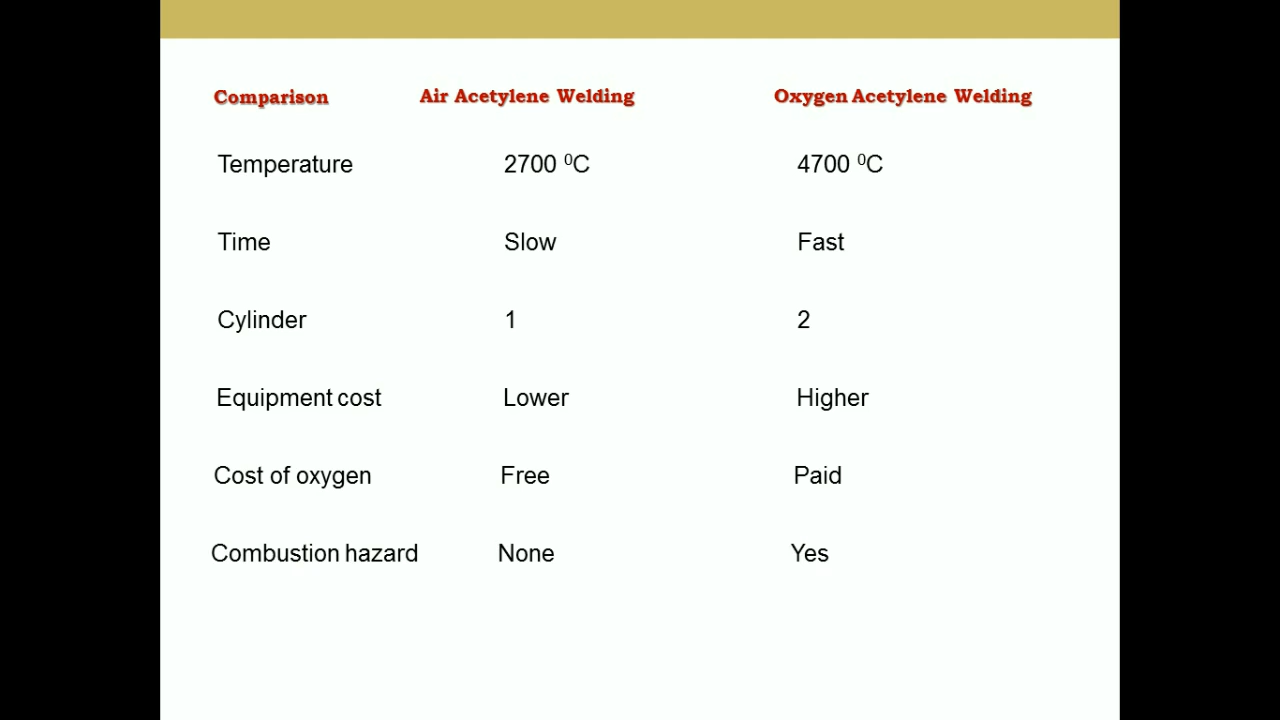 Comparison Air Acetylene Welding Oxygen Acetylene Welding
Temperature 2700 ⁰C 4700 ⁰C
Time Slow Fast
Cylinder 1 2
Equipment cost Lower Higher
Cost of oxygen Free Paid
Combustion hazard None Yes